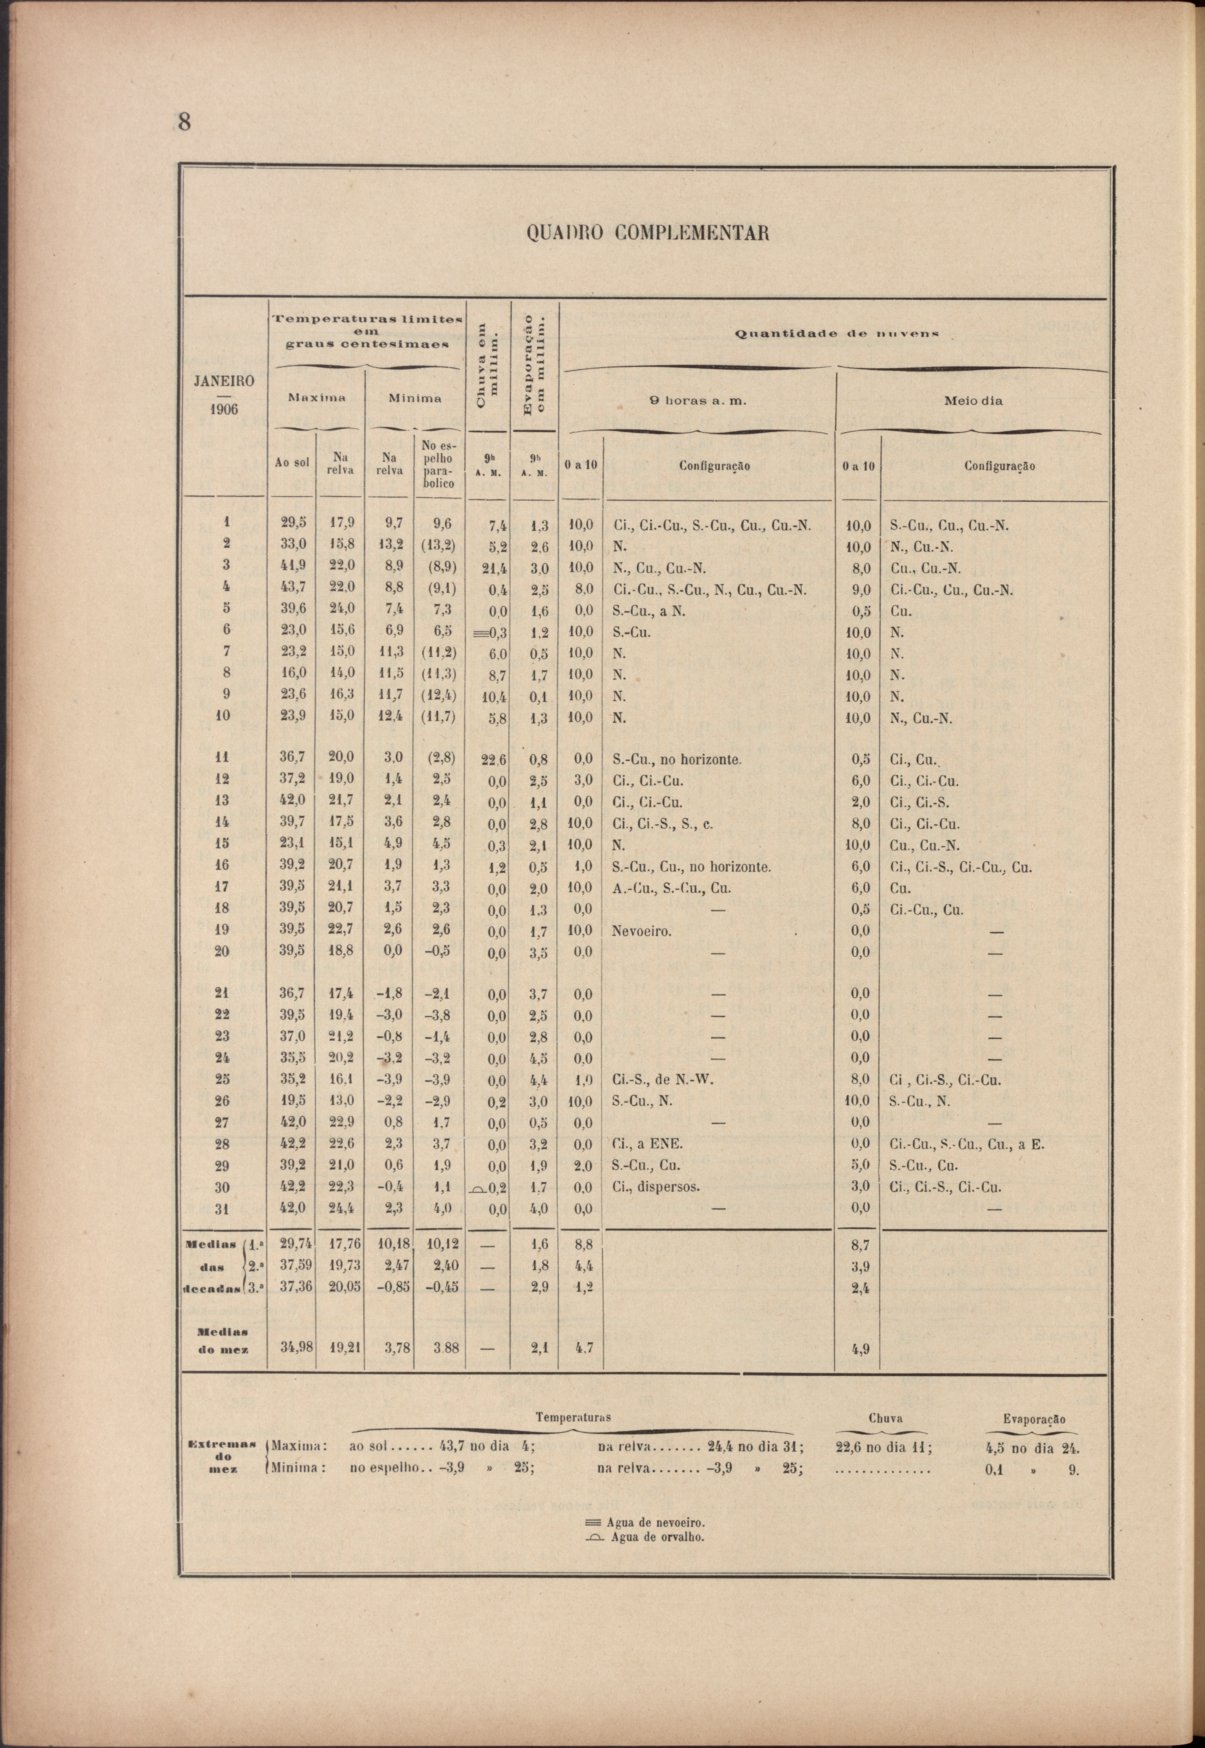 8
QUADRO COMPLEMENTAR
JANEIRO
—
1906
Temperaturas limites
em
graus centesimaes
Chuva em
millim.
Evaporação
em millim.
Quantidade de nuvens
Maxima Minima 9 horas a. m. Meio dia
Ao sol Na relva Na relva No es-pelho para-bolico 9h A. M. 9h A. M. 0 a 10 Configuração 0 a 10 Configuração
1 29,5 17,9 9,7 9,6 7,4 1,3 10,0 Ci., Ci.-Cu., S.-Cu., Cu., Cu.-N. 10,0 S.-Cu., Cu., Cu.-N.
2 33,0 15,8 13,2 (13,2) 5,2 2,6 10,0 N. 10,0 N., Cu.-N.
3 41,9 22,0 8,9 (8,9) 21,4 3,0 10,0 N., Cu., Cu.-N. 8,0 Cu., Cu.-N.
4 43,7 22,0 8,8 (9,1) 0,4 2,5 8,0 Ci.-Cu., S.-Cu., N., Cu., Cu.-N. 9,0 Ci.-Cu., Cu., Cu.-N.
5 39,6 24,0 7,4 7,3 0,0 1,6 0,0 S.-Cu., a N. 0,5 Cu.
6 23,0 15,6 6,9 6,5 ≡0,3 1,2 10,0 S.-Cu. 10,0 N.
7 23,2 15,0 11,3 (11,2) 6,0 0,5 10,0 N. 10,0 N.
8 16,0 14,0 11,5 (11,3) 8,7 1,7 10,0 N. 10,0 N.
9 23,6 16,3 11,7 (12,4) 10,4 0,1 10,0 N. 10,0 N.
10 23,9 15,0 12,4 (11,7) 5,8 1,3 10,0 N. 10,0 N., Cu.-N.
11 36,7 20,0 3,0 (2,8) 22,6 0,8 0,0 S.-Cu., no horizonte. 0,5 Ci., Cu.
12 37,2 19,0 1,4 2,5 0,0 2,5 3,0 Ci., Ci.-Cu. 6,0 Ci., Ci.-Cu.
13 42,0 21,7 2,1 2,4 0,0 1,1 0,0 Ci., Ci.-Cu. 2,0 Ci., Ci.-S.
14 39,7 17,5 3,6 2,8 0,0 2,8 10,0 Ci., Ci.-S., S., c. 8,0 Ci., Ci.-Cu.
15 23,1 15,1 4,9 4,5 0,3 2,1 10,0 N. 10,0 Cu., Cu.-N.
16 39,2 20,7 1,9 1,3 1,2 0,5 1,0 S.-Cu., Cu., no horizonte. 6,0 Ci., Ci.-S., Ci.-Cu., Cu.
17 39,5 21,1 3,7 3,3 0,0 2,0 10,0 A.-Cu., S.-Cu., Cu. 6,0 Cu.
18 39,5 20,7 1,5 2,3 0,0 1,3 0,0 — 0,5 Ci.-Cu., Cu.
19 39,5 22,7 2,6 2,6 0,0 1,7 10,0 Nevoeiro. 0,0 —
20 39,5 18,8 0,0 –0,5 0,0 3,5 0,0 — 0,0 —
21 36,7 17,4 –1,8 –2,1 0,0 3,7 0,0 — 0,0 —
22 39,5 19,4 –3,0 –3,8 0,0 2,5 0,0 — 0,0 —
23 37,0 21,2 –0,8 –1,4 0,0 2,8 0,0 — 0,0 —
24 35,5 20,2 –3,2 –3,2 0,0 4,5 0,0 — 0,0 —
25 35,2 16,1 –3,9 –3,9 0,0 4,4 1,0 Ci.-S., de N.-W. 8,0 Ci , Ci.-S., Ci.-Cu.
26 19,5 13,0 –2,2 –2,9 0,2 3,0 10,0 S.-Cu., N. 10,0 S.-Cu., N.
27 42,0 22,9 0,8 1,7 0,0 0,5 0,0 — 0,0 —
28 42,2 22,6 2,3 3,7 0,0 3,2 0,0 Ci., a ENE. 0,0 Ci.-Cu., S.-Cu., Cu., a E.
29 39,2 21,0 0,6 1,9 0,0 1,9 2,0 S.-Cu., Cu. 5,0 S.-Cu., Cu.
30 42,2 22,3 –0,4 1,1 ⌓0,2 1,7 0,0 Ci., dispersos. 3,0 Ci., Ci.-S., Ci.-Cu.
31 42,0 24,4 2,3 4,0 0,0 4,0 0,0 — 0,0 —
Medias 1.ª 29,74 17,76 10,18 10,12 — 1,6 8,8 8,7
das 2.ª 37,59 19,73 2,47 2,40 — 1,8 4,4 3,9
decadas 3.ª 37,36 20,05 –0,85 –0,45 — 2,9 1,2 2,4
Medias
do mez 34,98 19,21 3,78 3,88 — 2,1 4,7 4,9
Temperaturas Chuva Evaporação
Extremas
do
mez
Maxima: ao sol...... 43,7 no dia 4; na relva....... 24,4 no dia 31; 22,6 no dia 11; 4,5 no dia 24.
Minima: no espelho.. –3,9 » 25; na relva....... –3,9 » 25; .............. 0,1 » 9.
≡ Agua de nevoeiro.
⌓ Agua de orvalho.